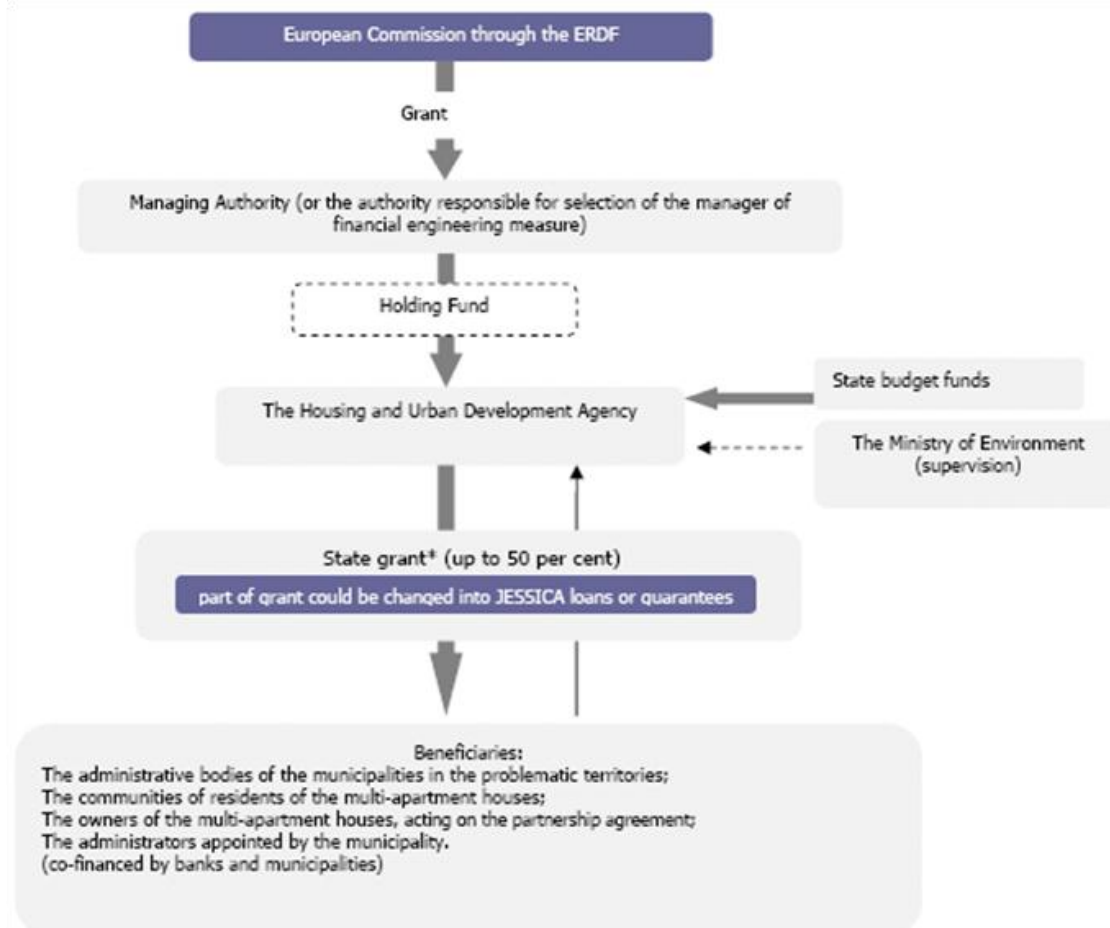 European Commission through the ERDF
Grant
Managing Authority (or the authority responsible for selection of the manager of
financial engineering measure)
Holding Fund
State budget funds
The Housing and Urban Development Agency
The Ministry of Environment
(supervision)
State grant* (up to 50 per cent)
part of grant could be changed into JESSICA loans or guarantees
Beneficiaries:
The administrative bodies of the municipalities in the problematic territories;
The communities of residents of the multi-apartment houses;
The owners of the multi-apartment houses, acting on the partnership agreement;
The administrators appointed by the municipality.
(co-financed by banks and municipalities)